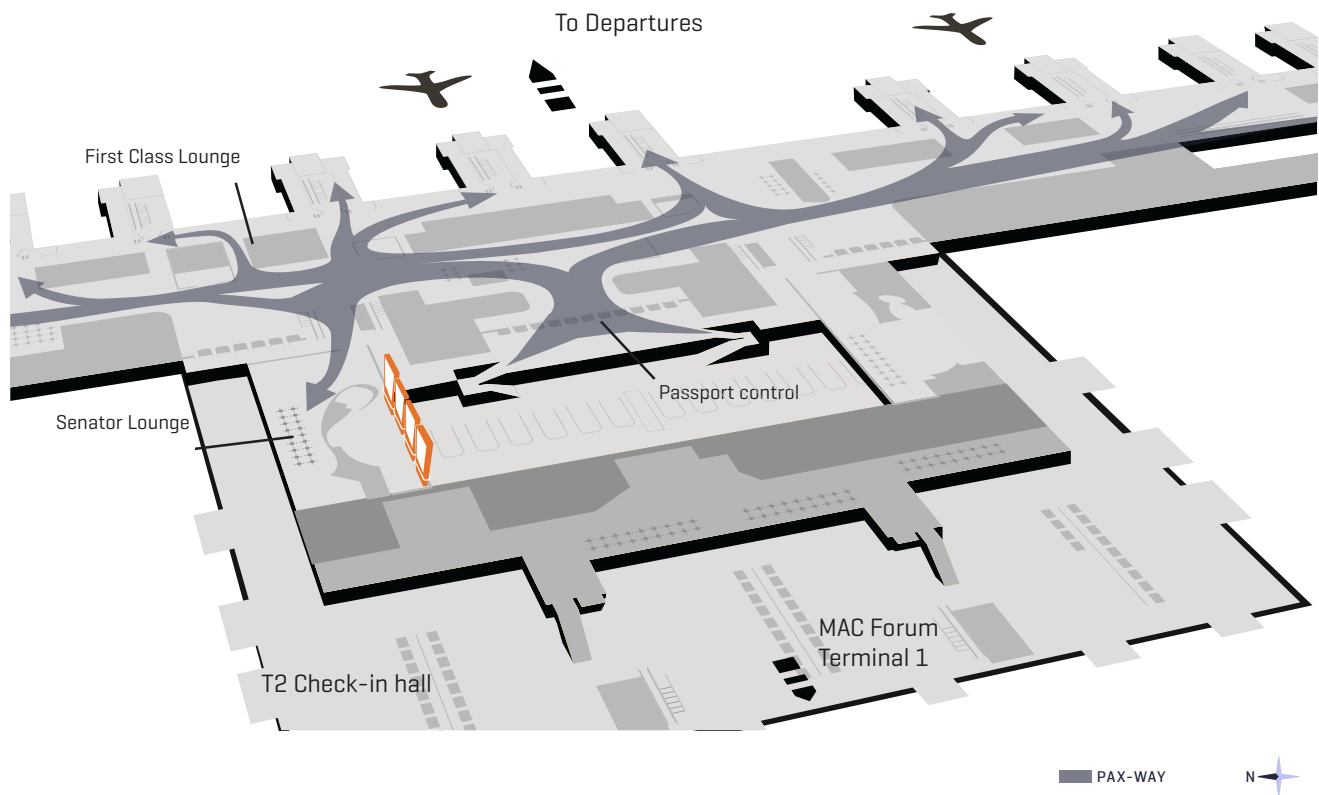 To Departures
First Class Lounge
Passport control
Senator Lounge
MAC Forum
Terminal 1
T2 Check-in hall
PAX-WAY
N